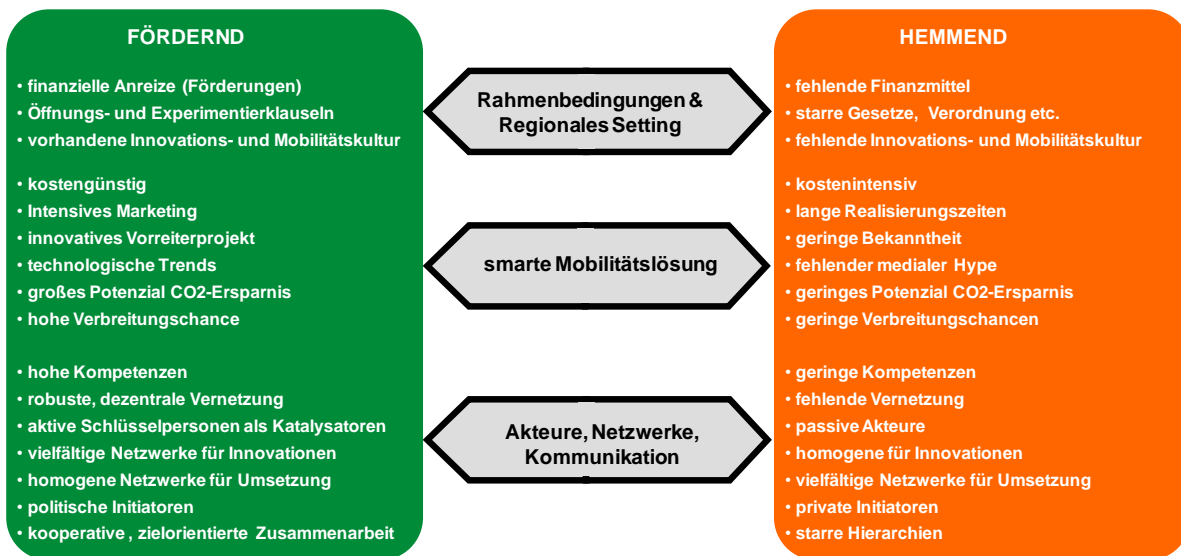 FÖRDERND
• finanzielle Anreize (Förderungen)
• Öffnungs- und Experimentierklauseln
• vorhandene Innovations- und Mobilitätskultur
• kostengünstig
• Intensives Marketing
• innovatives Vorreiterprojekt
• technologische Trends
• großes Potenzial CO2-Ersparnis
• hohe Verbreitungschance
• hohe Kompetenzen
• robuste, dezentrale Vernetzung
• aktive Schlüsselpersonen als Katalysatoren
• vielfältige Netzwerke für Innovationen
• homogene Netzwerke für Umsetzung
• politische Initiatoren
• kooperative , zielorientierte Zusammenarbeit
Rahmenbedingungen &
Regionales Setting
smarte Mobilitätslösung
Akteure, Netzwerke,
Kommunikation
HEMMEND
• fehlende Finanzmittel
• starre Gesetze, Verordnung etc.
• fehlende Innovations- und Mobilitätskultur
• kostenintensiv
• lange Realisierungszeiten
• geringe Bekanntheit
• fehlender medialer Hype
• geringes Potenzial CO2-Ersparnis
• geringe Verbreitungschancen
• geringe Kompetenzen
• fehlende Vernetzung
• passive Akteure
• homogene für Innovationen
• vielfältige Netzwerke für Umsetzung
• private Initiatoren
• starre Hierarchien